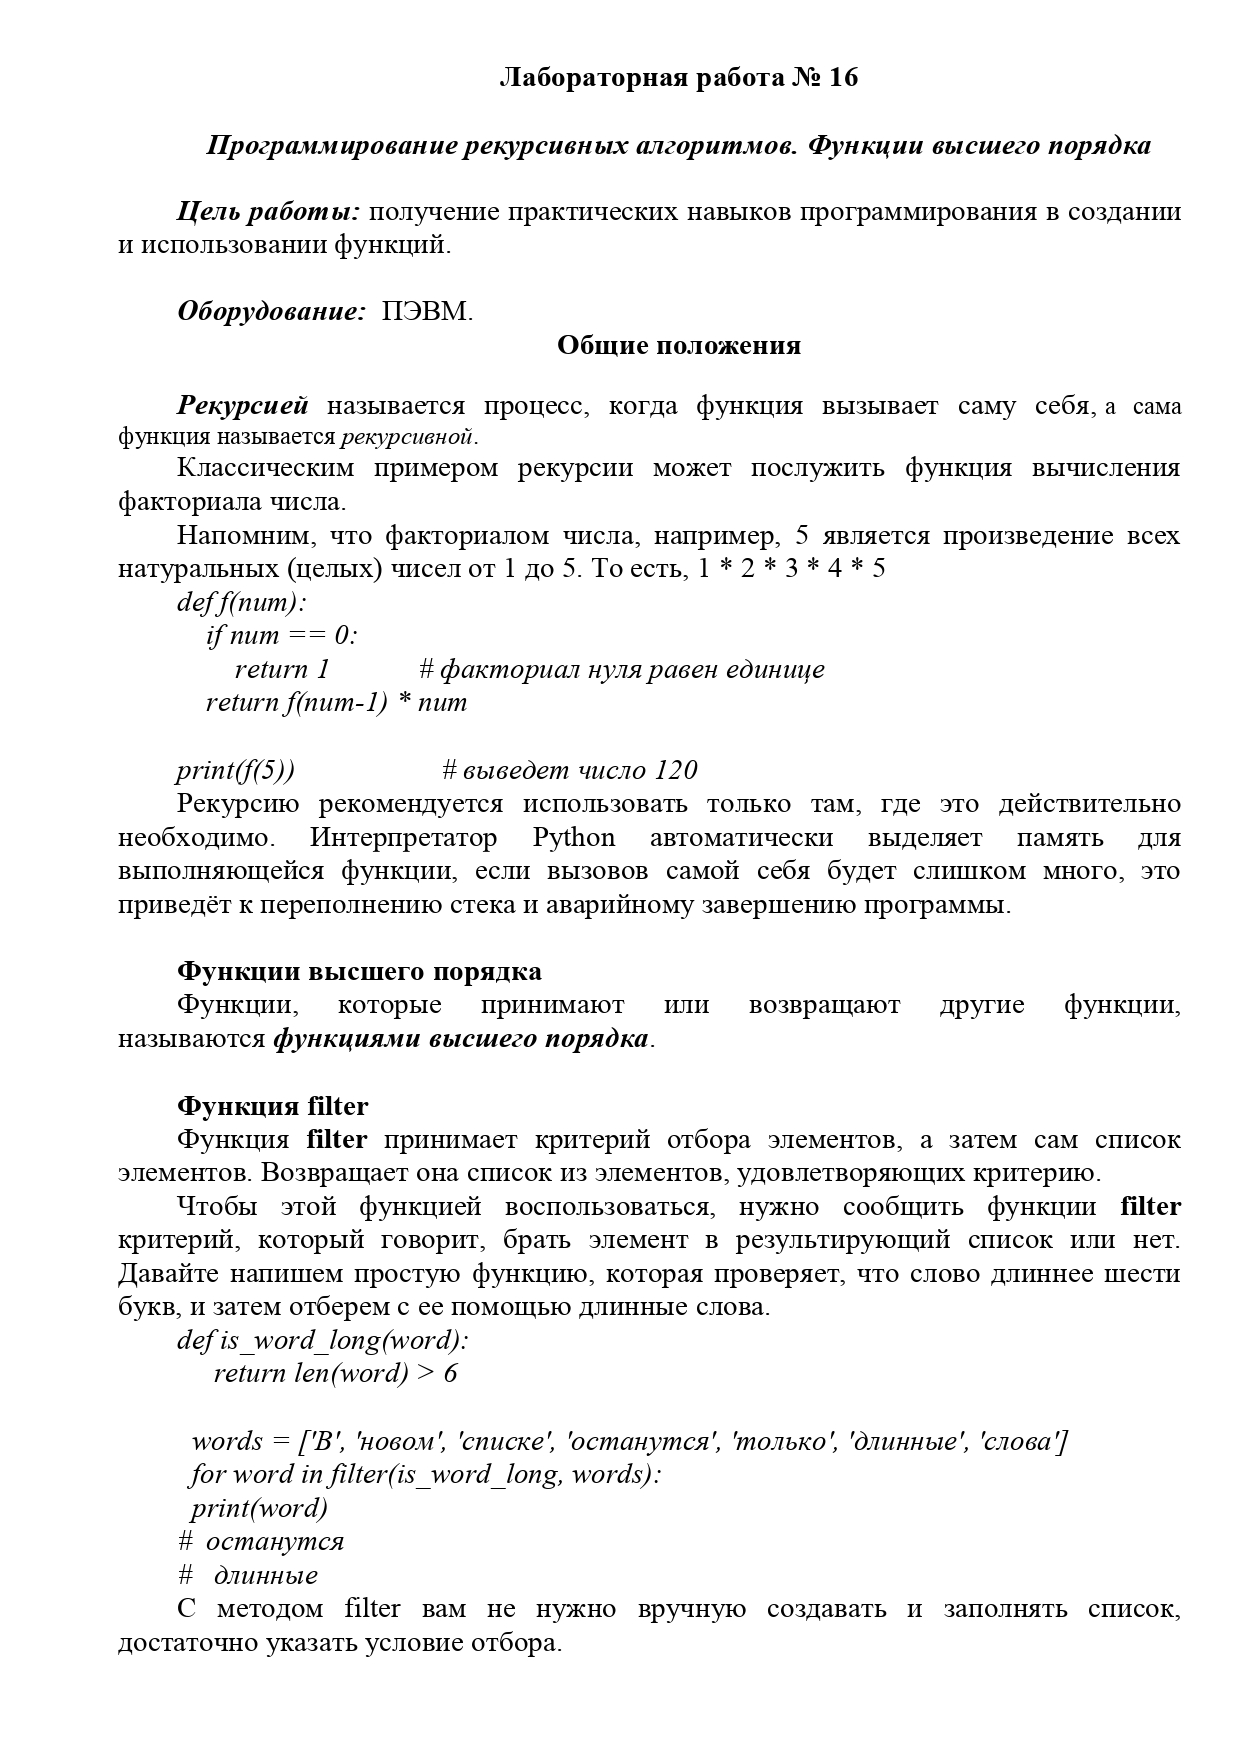 Лабораторная работа № 16
Программирование рекурсивных алгоритмов. Функции высшего порядка
Цель работы: получение практических навыков программирования в создании
и использовании функций.
Оборудование: ПЭВМ.
Общие положения
Рекурсией называется процесс, когда функция вызывает саму себя, а сама
функция называется рекурсивной.
Классическим примером рекурсии может послужить функция вычисления
факториала числа.
Напомним, что факториалом числа, например, 5 является произведение всех
натуральных (целых) чисел от 1 до 5. То есть, 1 * 2 * 3 * 4 * 5
def f(num):
if num == 0:
return 1 # факториал нуля равен единице
return f(num-1) * num
print(f(5)) # выведет число 120
Рекурсию рекомендуется использовать только там, где это действительно
необходимо. Интерпретатор Python автоматически выделяет память для
выполняющейся функции, если вызовов самой себя будет слишком много, это
приведёт к переполнению стека и аварийному завершению программы.
Функции высшего порядка
Функции, которые принимают или возвращают другие функции,
называются функциями высшего порядка.
Функция filter
Функция filter принимает критерий отбора элементов, а затем сам список
элементов. Возвращает она список из элементов, удовлетворяющих критерию.
Чтобы этой функцией воспользоваться, нужно сообщить функции filter
критерий, который говорит, брать элемент в результирующий список или нет.
Давайте напишем простую функцию, которая проверяет, что слово длиннее шести
букв, и затем отберем с ее помощью длинные слова.
def is_word_long(word):
return len(word) > 6
words = ['В', 'новом', 'списке', 'останутся', 'только', 'длинные', 'слова']
for word in filter(is_word_long, words):
print(word)
# останутся
# длинные
С методом filter вам не нужно вручную создавать и заполнять список,
достаточно указать условие отбора.